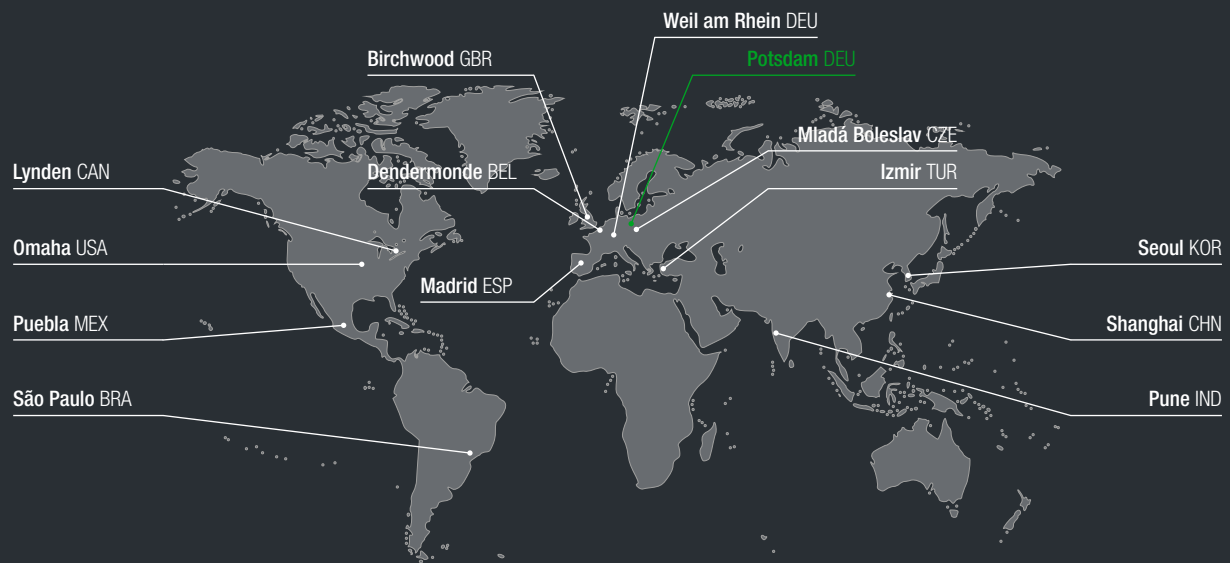 Weil am Rhein DEU
Birchwood GBR
Potsdam DEU
Mladá Boleslav CZE
Lynden CAN
Dendermonde BEL
Izmir TUR
Omaha USA
Seoul KOR
Madrid ESP
Puebla MEX
Shanghai CHN
São Paulo BRA
Pune IND